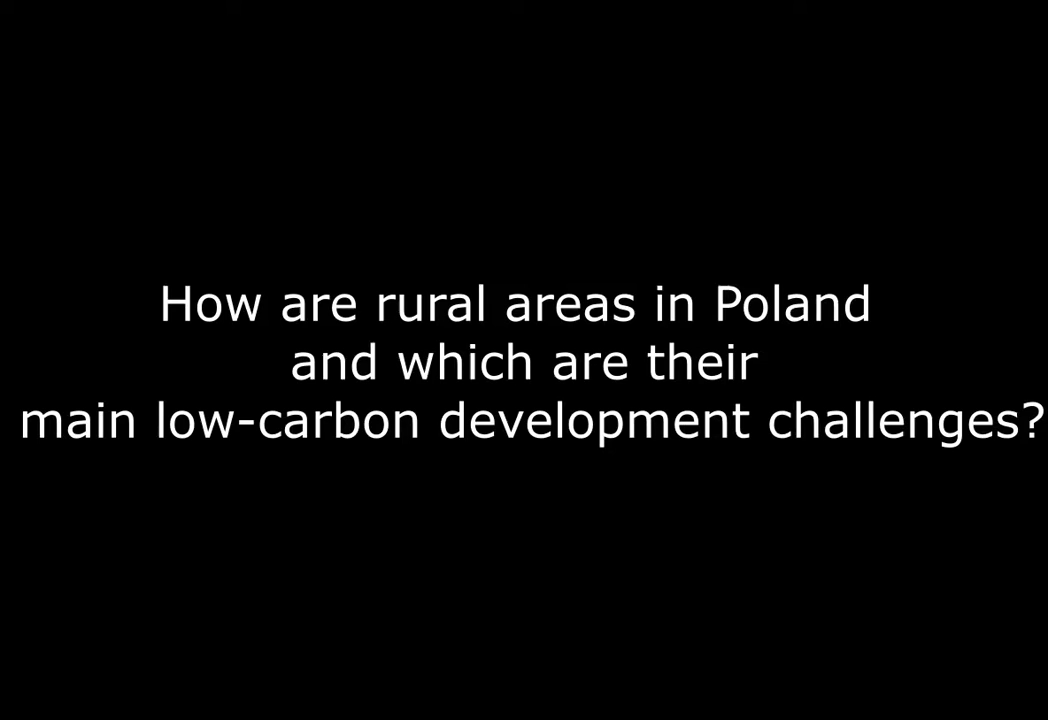 How are rural areas in Poland
and which are their
main low-carbon development challenges?